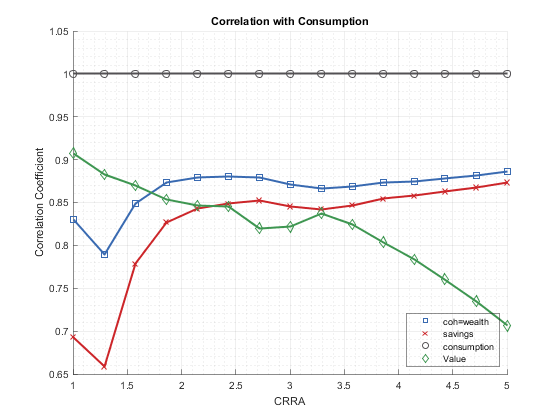 Correlation with Consumption
1.05
1
0.95
0.9
0.85
0.8
0.75
0.7
0.65
Correlation Coefficient
1
1.5
2
2.5
3
3.5
4
4.5
5
CRRA
coh=wealth
savings
consumption
Value